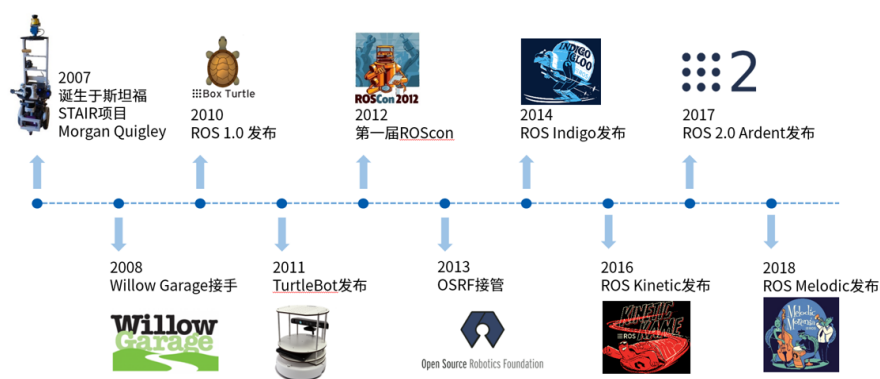 2007
诞生于斯坦福
STAIR项目
Morgan Quigley
Box Turtle
2010
ROS 1.0 发布
ROSCon 2012
2012
第一届ROScon
INDIGO
IGLOO
2014
ROS Indigo发布
2
2017
ROS 2.0 Ardent发布
2008
Willow Garage接手
Willow
Garage
2011
TurtleBot发布
2013
OSRF接管
Open Source Robotics Foundation
2016
ROS Kinetic发布
KINETIC
KAME
ROS
2018
ROS Melodic发布
Melodic
Morenia